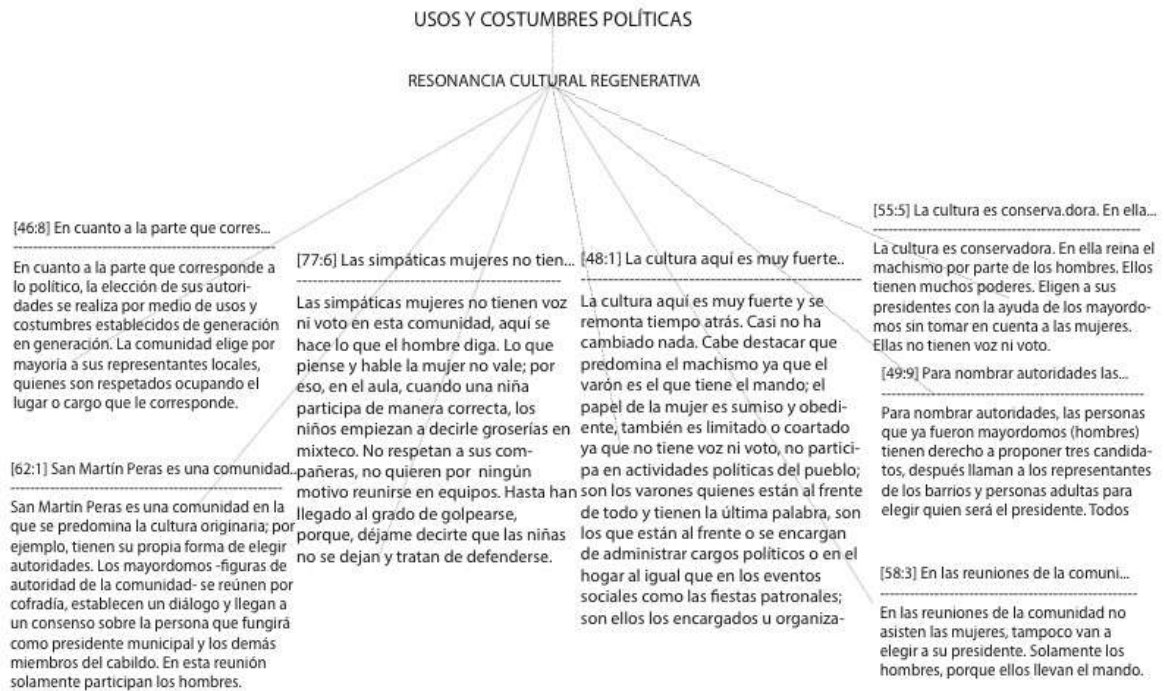 USOS Y COSTUMBRES POLÍTICAS
RESONANCIA CULTURAL REGENERATIVA
[46:8] En cuanto a la parte que corres...
En cuanto a la parte que corresponde a
lo político, la elección de sus autori-
dades se realiza por medio de usos y
costumbres establecidos de generación
en generación. La comunidad elige por
mayoría a sus representantes locales,
quienes son respetados ocupando el
lugar o cargo que le corresponde.
[62:1] San Martín Peras es una comunidad..
San Martín Peras es una comunidad en la
que se predomina la cultura originaria; por
ejemplo, tienen su propia forma de elegir
autoridades. Los mayordomos -figuras de
autoridad de la comunidad- se reúnen por
cofradía, establecen un diálogo y llegan a
un consenso sobre la persona que fungirá
como presidente municipal y los demás
miembros del cabildo. En esta reunión
solamente participan los hombres.
[77:6] Las simpáticas mujeres no tien...
Las simpáticas mujeres no tienen voz
ni voto en esta comunidad, aquí se
hace lo que el hombre diga. Lo que
piense y hable la mujer no vale; por
eso, en el aula, cuando una niña
participa de manera correcta, los
niños empiezan a decirle groserías en
mixteco. No respetan a sus com-
pañeras, no quieren por ningún
motivo reunirse en equipos. Hasta han
llegado al grado de golpearse,
porque, déjame decirte que las niñas
no se dejan y tratan de defenderse.
[48:1] La cultura aquí es muy fuerte..
La cultura aquí es muy fuerte y se
remonta tiempo atrás. Casi no ha
cambiado nada. Cabe destacar que
predomina el machismo ya que el
varón es el que tiene el mando; el
papel de la mujer es sumiso y obedi-
ente, también es limitado o coartado
ya que no tiene voz ni voto, no partici-
pa en actividades políticas del pueblo;
son los varones quienes están al frente
de todo y tienen la última palabra, son
los que están al frente o se encargan
de administrar cargos políticos o en el
hogar al igual que en los eventos
sociales como las fiestas patronales;
son ellos los encargados u organiza-
[55:5] La cultura es conserva.dora. En ella...
La cultura es conservadora. En ella reina el
machismo por parte de los hombres. Ellos
tienen muchos poderes. Eligen a sus
presidentes con la ayuda de los mayordo-
mos sin tomar en cuenta a las mujeres.
Ellas no tienen voz ni voto.
[49:9] Para nombrar autoridades las...
Para nombrar autoridades, las personas
que ya fueron mayordomos (hombres)
tienen derecho a proponer tres candida-
tos, después llaman a los representantes
de los barrios y personas adultas para
elegir quien será el presidente. Todos
[58:3] En las reuniones de la comuni...
En las reuniones de la comunidad no
asisten las mujeres, tampoco van a
elegir a su presidente. Solamente los
hombres, porque ellos llevan el mando.